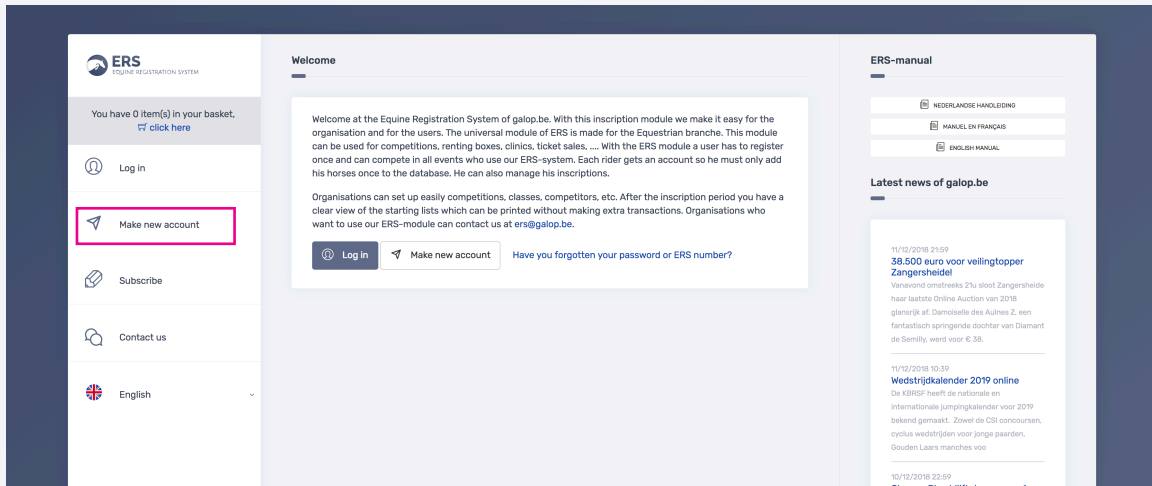 ERS
EQUINE REGISTRATION SYSTEM
You have 0 item(s) in your basket,
click here
Log in
Make new account
Subscribe
Contact us
English
Welcome
Welcome at the Equine Registration System of galop.be. With this inscription module we make it easy for the
organisation and for the users. The universal module of ERS is made for the Equestrian branche. This module
can be used for competitions, renting boxes, clinics, ticket sales, .... With the ERS module a user has to register
once and can compete in all events who use our ERS-system. Each rider gets an account so he must only add
his horses once to the database. He can also manage his inscriptions.
Organisations can set up easily competitions, classes, competitors, etc. After the inscription period you have a
clear view of the starting lists which can be printed without making extra transactions. Organisations who
want to use our ERS-module can contact us at ers@galop.be.
Log in
Make new account
Have you forgotten your password or ERS number?
ERS-manual
NEDERLANDSE HANDLEIDING
MANUEL EN FRANÇAIS
ENGLISH MANUAL
Latest news of galop.be
11/12/2018 21:59
38.500 euro voor veilingtopper
Zangersheide!
Vanavond omstreeks 21u sloot Zangersheide
haar laatste Online Auction van 2018
glansrijk af. Damoiselle des Aulnes Z, een
fantastisch springende dochter van Diamant
de Semilly, werd voor € 38.
11/12/2018 10:39
Wedstrijdkalender 2019 online
De KBRSF heeft de nationale en
internationale jumpingkalender voor 2019
bekend gemaakt. Zowel de CSI concoursen,
cyclus wedstrijden voor jonge paarden,
Gouden Laars manches voo
10/12/2018 22:59